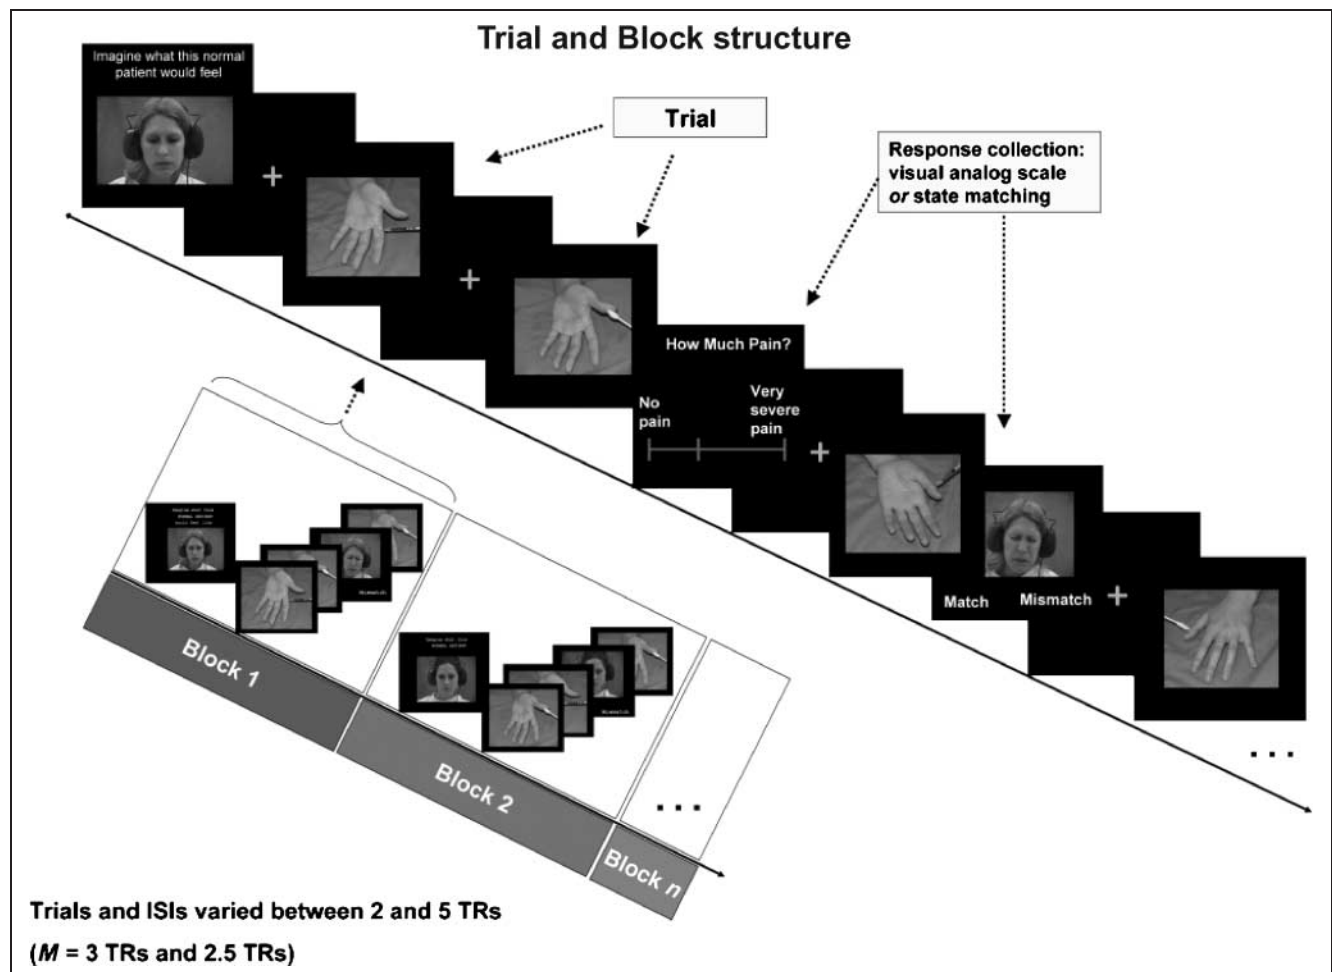 Trial and Block structure
Imagine what this normal
patient would feel
Trial
Response collection:
visual analog scale
or state matching
How Much Pain?
No
pain
Very
severe
pain
Match
Mismatch
...
Mismatch
Block 1
Mismatch
Block 2
...
Block n
Trials and ISIs varied between 2 and 5 TRs
(M = 3 TRs and 2.5 TRs)